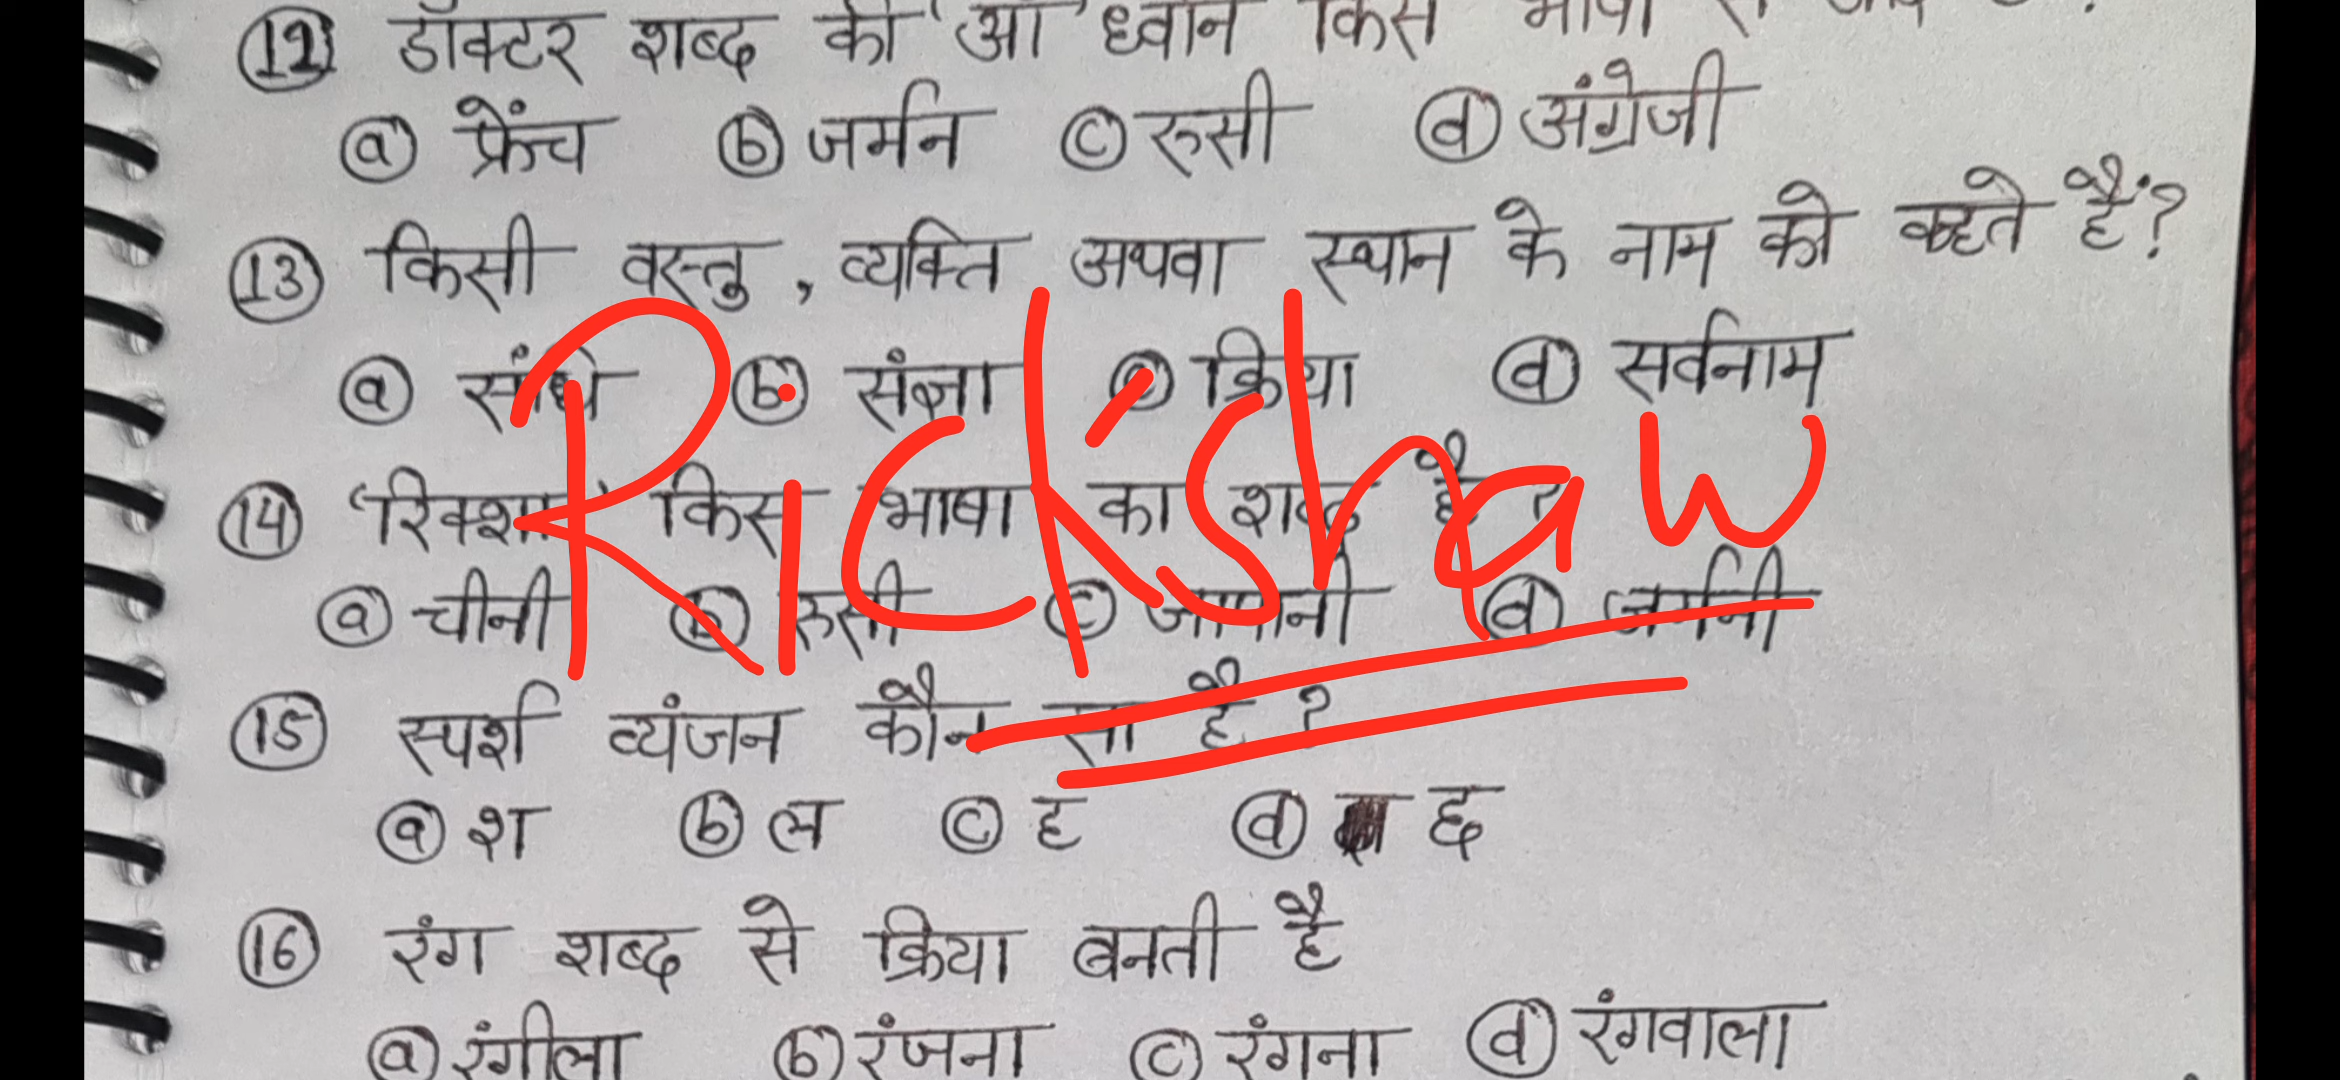 (12) डॉक्टर शब्द की 'ऑ' ध्वनि किस भाषा से
(a) फ्रेंच (b) जर्मन (c) रुसी (d) अंग्रेजी
(13) किसी वस्तु, व्यक्ति अथवा स्थान के नाम को कहते हैं?
(a) संधि (b) संज्ञा (c) क्रिया (d) सर्वनाम
Rickshaw
(14) 'रिक्शा' किस भाषा का शब्द है ?
(a) चीनी (b) रुसी (c) जापानी (d) जर्मनी
(15) स्पर्श व्यंजन कौन सा है ?
(a) श (b) ल (c) ह (d)
(16) रंग शब्द से क्रिया बनती है
(a) रंगीला (b) रंजना (c) रंगना (d) रंगवाला